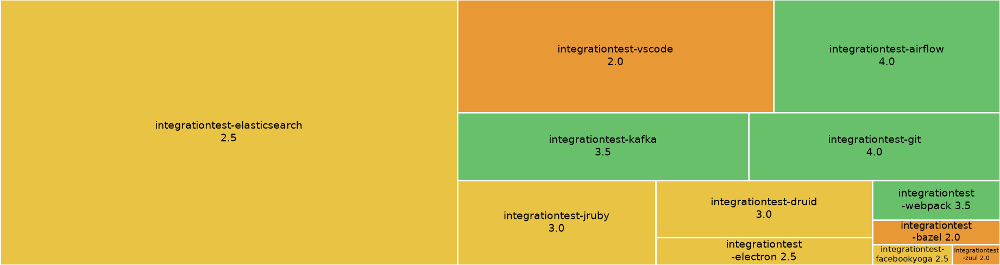 integrationtest-elasticsearch
2.5
integrationtest-vscode
2.0
integrationtest-airflow
4.0
integrationtest-kafka
3.5
integrationtest-git
4.0
integrationtest-jruby
3.0
integrationtest-druid
3.0
integrationtest
-electron 2.5
integrationtest
-webpack 3.5
integrationtest
-bazel 2.0
integrationtest-
facebookyoga 2.5
integrationtest
-zuul 2.0